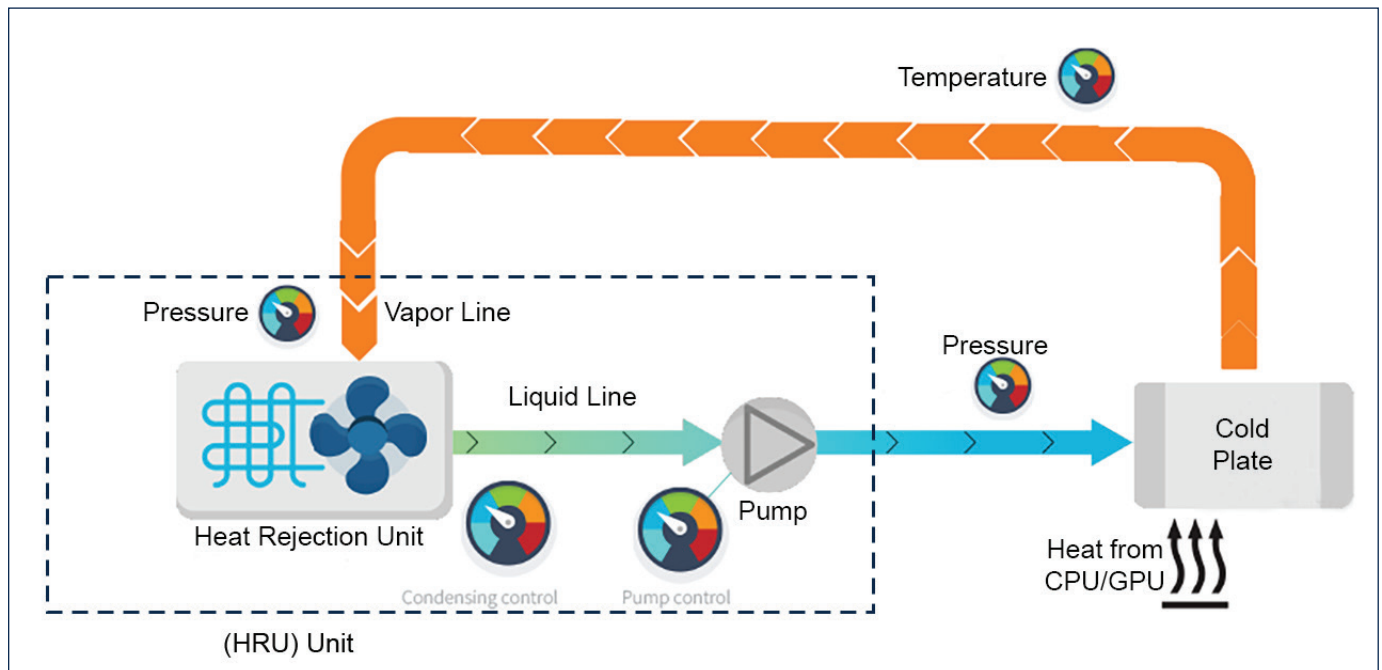 Temperature
Pressure
Vapor Line
Pressure
Liquid Line
Cold
Plate
Pump
Heat Rejection Unit
Heat from
CPU/GPU
Condensing control
Pump control
(HRU) Unit